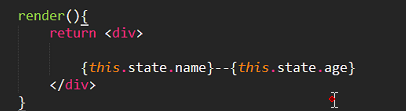 render(){
return <div>
{this.state.name}--{this.state.age}
</div>
}